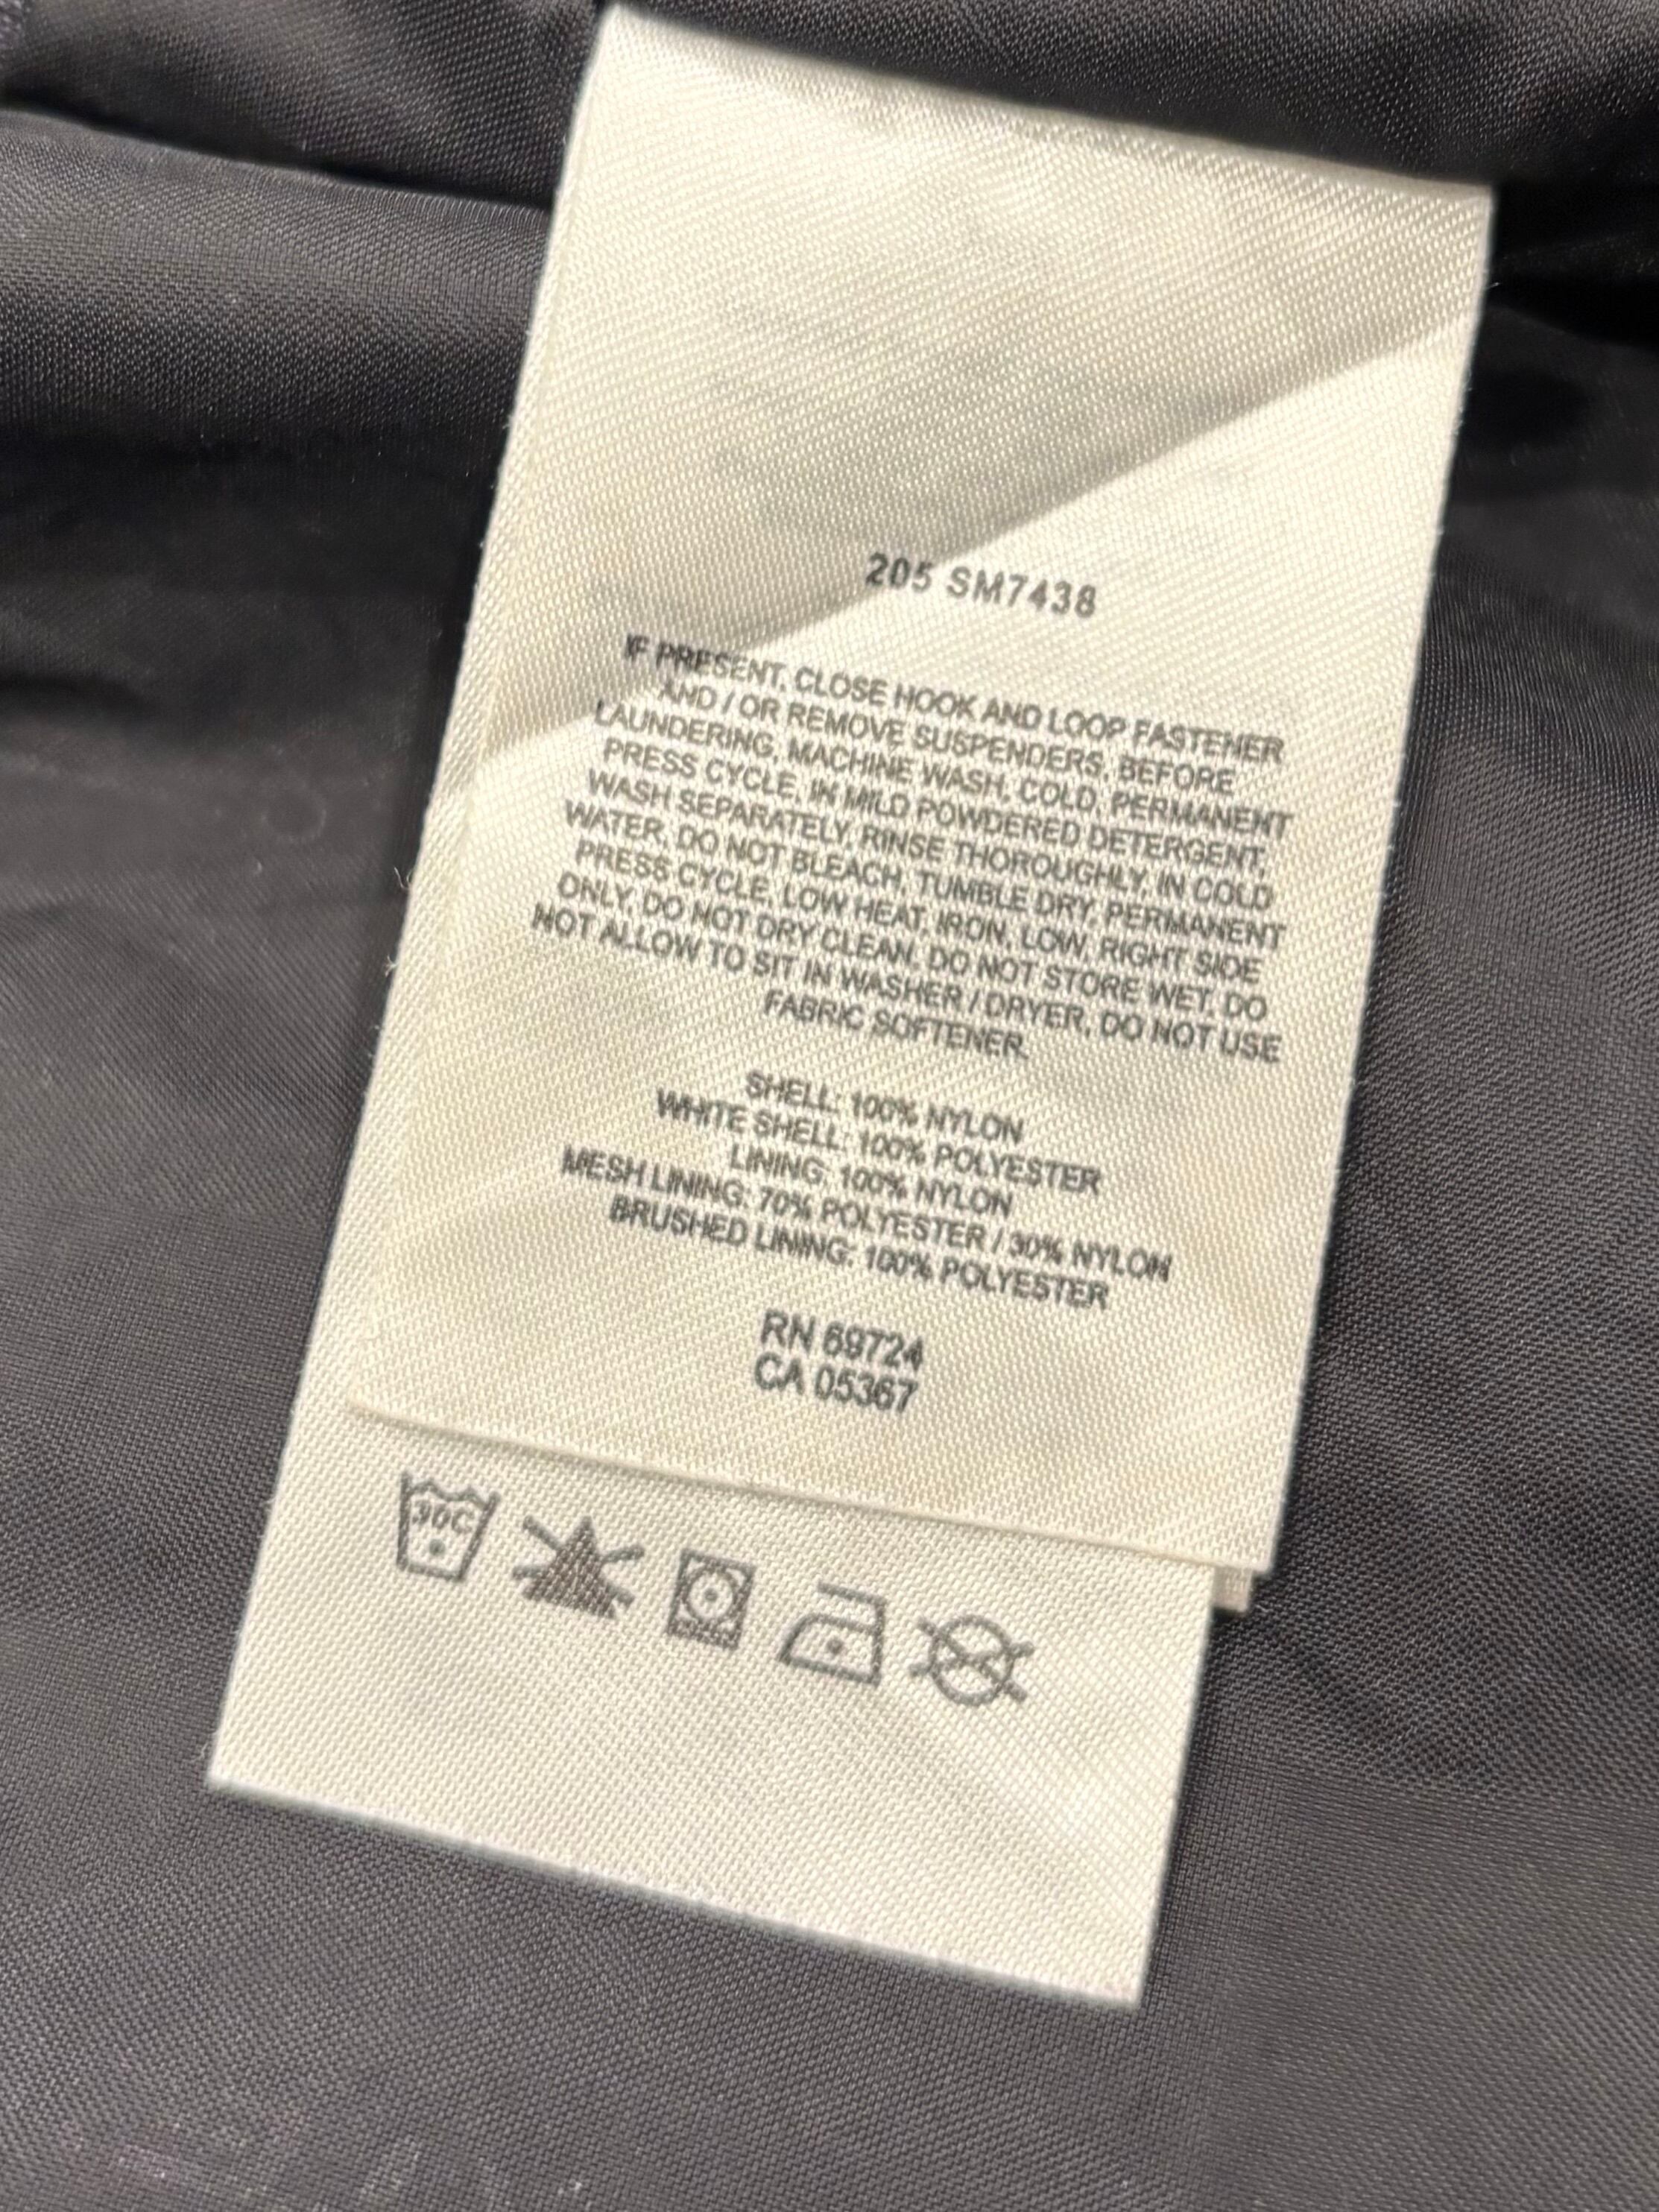 205 SM7438
IF PRESENT, CLOSE HOOK AND LOOP FASTENER
AND / OR REMOVE SUSPENDERS, BEFORE
LAUNDERING, MACHINE WASH, COLD, PERMANENT
PRESS CYCLE, IN MILD POWDERED DETERGENT,
WASH SEPARATELY, RINSE THOROUGHLY, IN COLD
WATER, DO NOT BLEACH, TUMBLE DRY, PERMANENT
PRESS CYCLE, LOW HEAT, IRON, LOW, RIGHT SIDE
ONLY, DO NOT DRY CLEAN, DO NOT STORE WET, DO
NOT ALLOW TO SIT IN WASHER / DRYER, DO NOT USE
FABRIC SOFTENER.
SHELL: 100% NYLON
WHITE SHELL: 100% POLYESTER
LINING: 100% NYLON
MESH LINING: 70% POLYESTER / 30% NYLON
BRUSHED LINING: 100% POLYESTER
RN 69724
CA 05367
30C